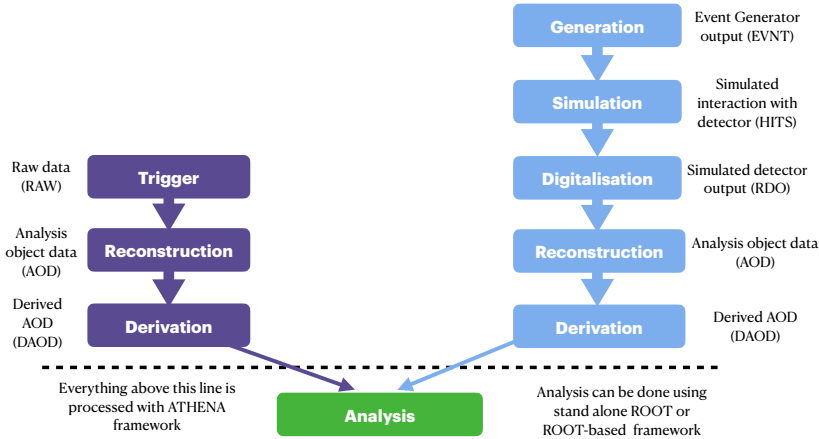 Generation
Event Generator
output (EVNT)
Simulation
Simulated
interaction with
detector (HITS)
Raw data
(RAW)
Trigger
Digitalisation
Simulated detector
output (RDO)
Analysis
object data
(AOD)
Reconstruction
Reconstruction
Analysis object data
(AOD)
Derived
AOD
(DAOD)
Derivation
Derivation
Derived AOD
(DAOD)
Everything above this line is
processed with ATHENA
framework
Analysis
Analysis can be done using
stand alone ROOT or
ROOT-based framework